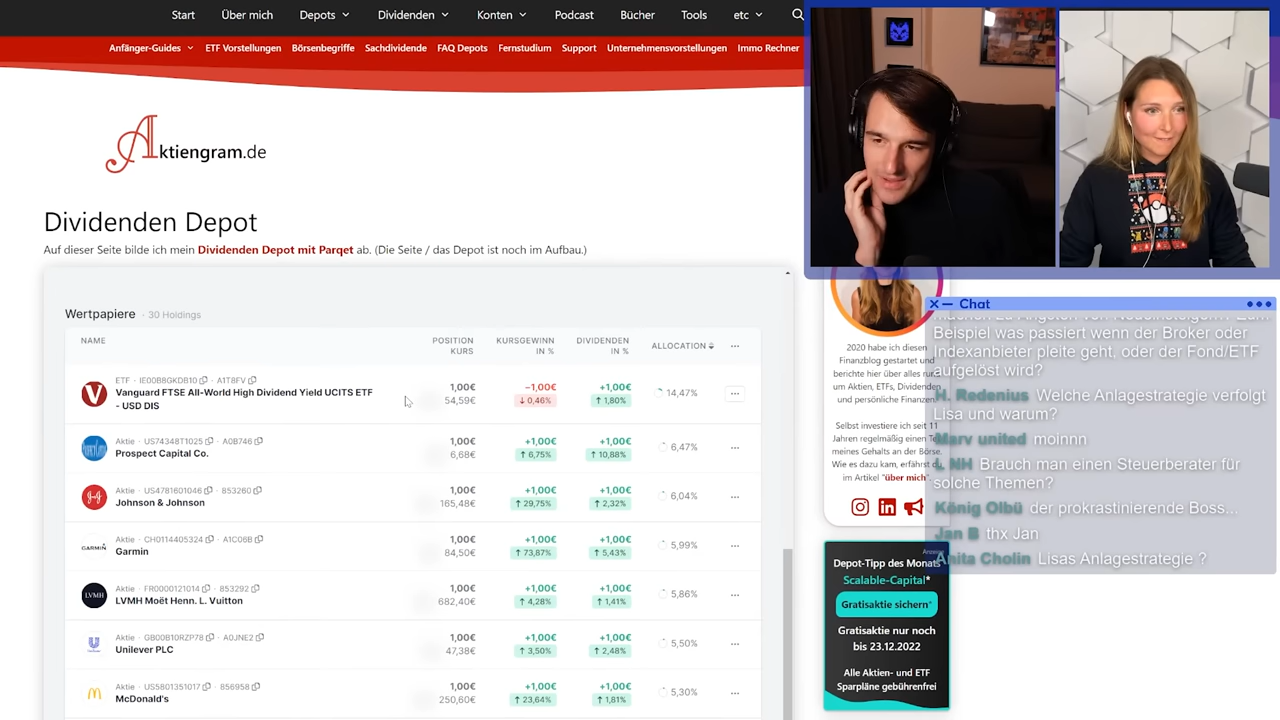 Start Über mich Depots Dividenden Konten Podcast Bücher Tools etc
Anfänger-Guides ETF Vorstellungen Börsenbegriffe Sachdividende FAQ Depots Fernstudium Support Unternehmensvorstellungen Immo Rechner
Aktiengram.de
Dividenden Depot
Auf dieser Seite bilde ich mein Dividenden Depot mit Parqet ab. (Die Seite / das Depot ist noch im Aufbau.)
Wertpapiere · 30 Holdings
NAME POSITION KURS KURSGEWINN IN % DIVIDENDEN IN % ALLOCATION
ETF · IE00B8GKDB10 · A1T8FV
Vanguard FTSE All-World High Dividend Yield UCITS ETF
- USD DIS
1,00€ −1,00€ +1,00€ 14,47%
54,59€ ↓ 0,46% ↑ 1,80%
Aktie · US74348T1025 · A0B746
Prospect Capital Co.
1,00€ +1,00€ +1,00€ 6,47%
6,68€ ↑ 6,75% ↑ 10,88%
Aktie · US4781601046 · 853260
Johnson & Johnson
1,00€ +1,00€ +1,00€ 6,04%
165,48€ ↑ 29,75% ↑ 2,32%
GARMIN
Aktie · CH0114405324 · A1C06B
Garmin
1,00€ +1,00€ +1,00€ 5,99%
84,50€ ↑ 73,87% ↑ 5,43%
LVMH
Aktie · FR0000121014 · 853292
LVMH Moët Henn. L. Vuitton
1,00€ +1,00€ +1,00€ 5,86%
682,40€ ↑ 4,28% ↑ 1,41%
Aktie · GB00B10RZP78 · A0JNE2
Unilever PLC
1,00€ +1,00€ +1,00€ 5,50%
47,38€ ↑ 3,50% ↑ 2,48%
Aktie · US5801351017 · 856958
McDonald's
1,00€ +1,00€ +1,00€ 5,30%
250,60€ ↑ 23,64% ↑ 1,81%
2020 habe ich diesen
Finanzblog gestartet und
berichte hier über alles
um Aktien, ETFs, Dividenden
und persönliche Finanzen.
Selbst investiere ich seit 11
Jahren regelmäßig einen
meines Gehalts an der Börse.
Wie es dazu kam, erfährst
im Artikel "über mich".
Anzeige
Depot-Tipp des Monats
Scalable-Capital*
Gratisaktie sichern*
Gratisaktie nur noch
bis 23.12.2022
Alle Aktien- und ETF
Sparpläne gebührenfrei
Chat
Beispiel was passiert wenn der Broker oder
Indexanbieter pleite geht, oder der Fond/ETF
aufgelöst wird?
H. Redenius Welche Anlagestrategie verfolgt
Lisa und warum?
Marv united moinnn
NH Brauch man einen Steuerberater für
solche Themen?
König Olbü der prokrastinierende Boss...
Jan B thx Jan
Anita Cholin Lisas Anlagestrategie ?